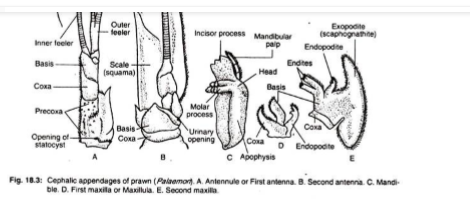 Inner feeler
Basis
Coxa
Precoxa
Opening of
statocyst
A
Outer
feeler
Scale
(squama)
Basis
Coxa
B
Urinary
opening
Incisor process
Mandibular
palp
Head
Molar
process
C
Apophysis
Basis
Coxa
D
Endopodite
Exopodite
(scaphognathite)
Endopodite
Endites
Coxa
E
Fig. 18.3: Cephalic appendages of prawn (Palaemon). A. Antennule or First antenna. B. Second antenna. C. Mandi-
ble. D. First maxilla or Maxillula. E. Second maxilla.